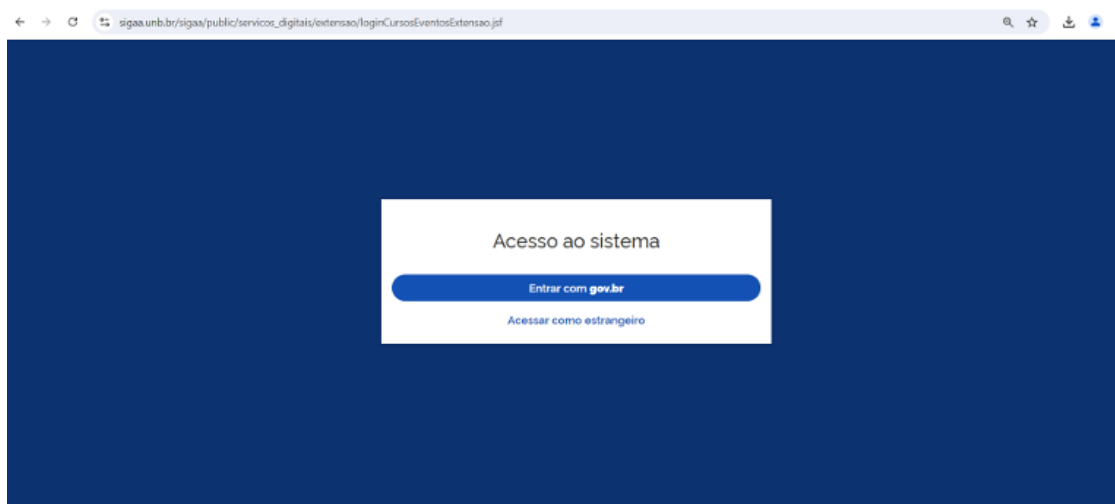 sigaa.unb.br/sigaa/public/servicos_digitais/extensao/loginCursosEventosExtensao.jsf
Acesso ao sistema
Entrar com gov.br
Acessar como estrangeiro